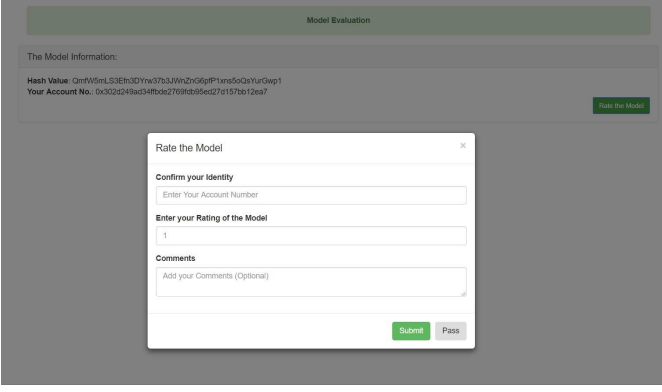 Model Evaluation
The Model Information:
Hash Value: QmfW5mLS3Efn3DYrw37b3JWnZnG6pfP1xns5oQsYurGwp1
Your Account No.: 0x302d249ad34ffbde2769fdb95ed27d157bb12ea7
Rate the Model
Rate the Model ×
Confirm your Identity
Enter Your Account Number
Enter your Rating of the Model
1
Comments
Add your Comments (Optional)
Submit Pass